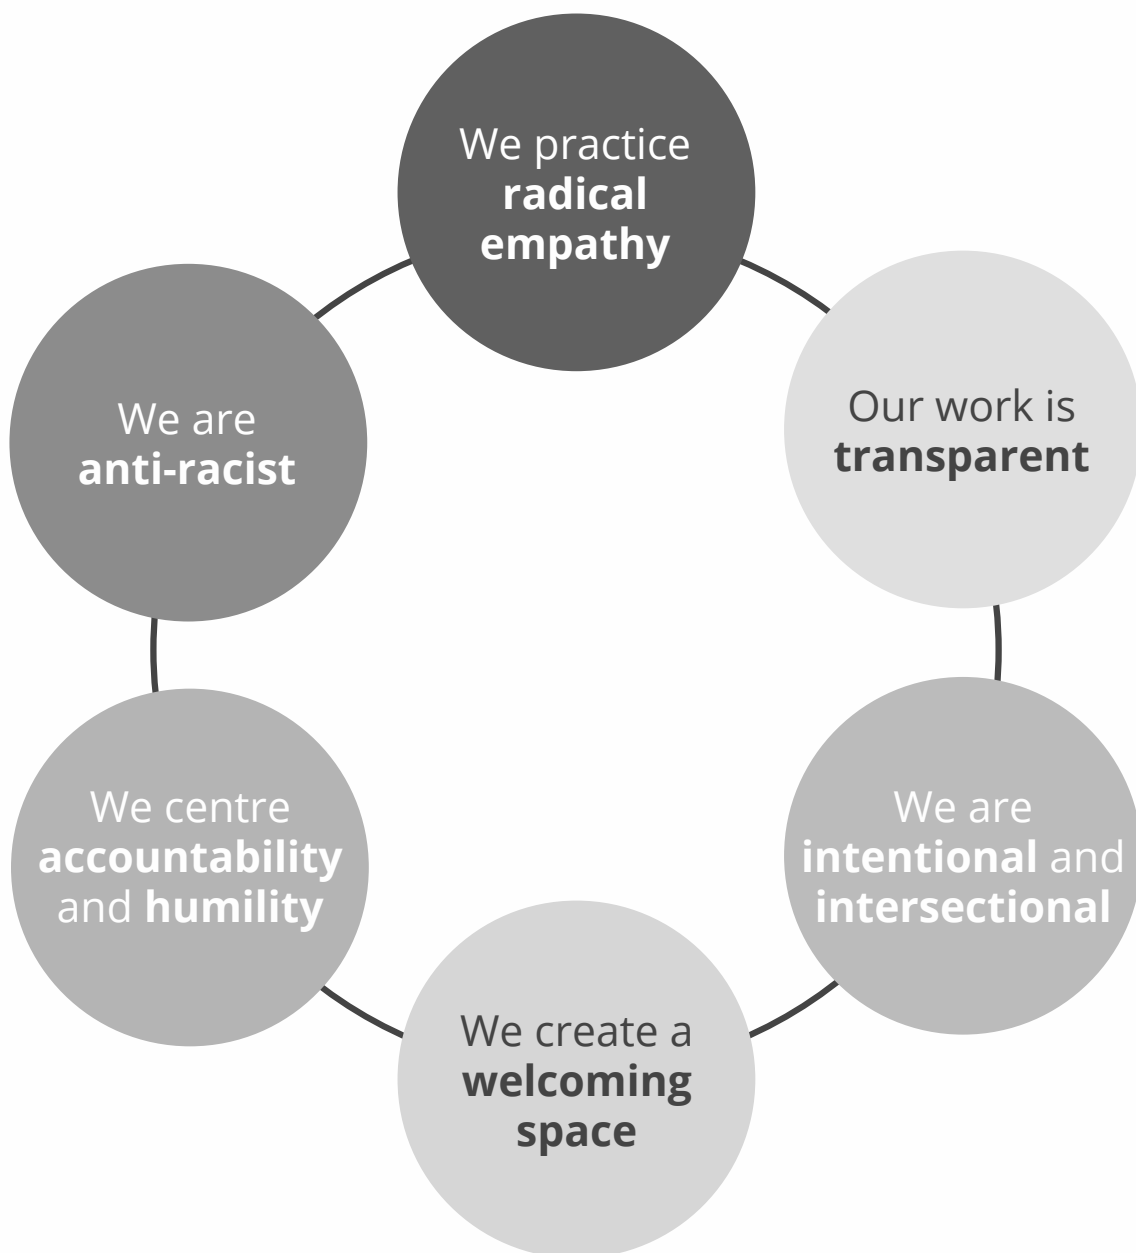 We practice
radical
empathy
Our work is
transparent
We are
intentional and
intersectional
We create a
welcoming
space
We centre
accountability
and humility
We are
anti-racist